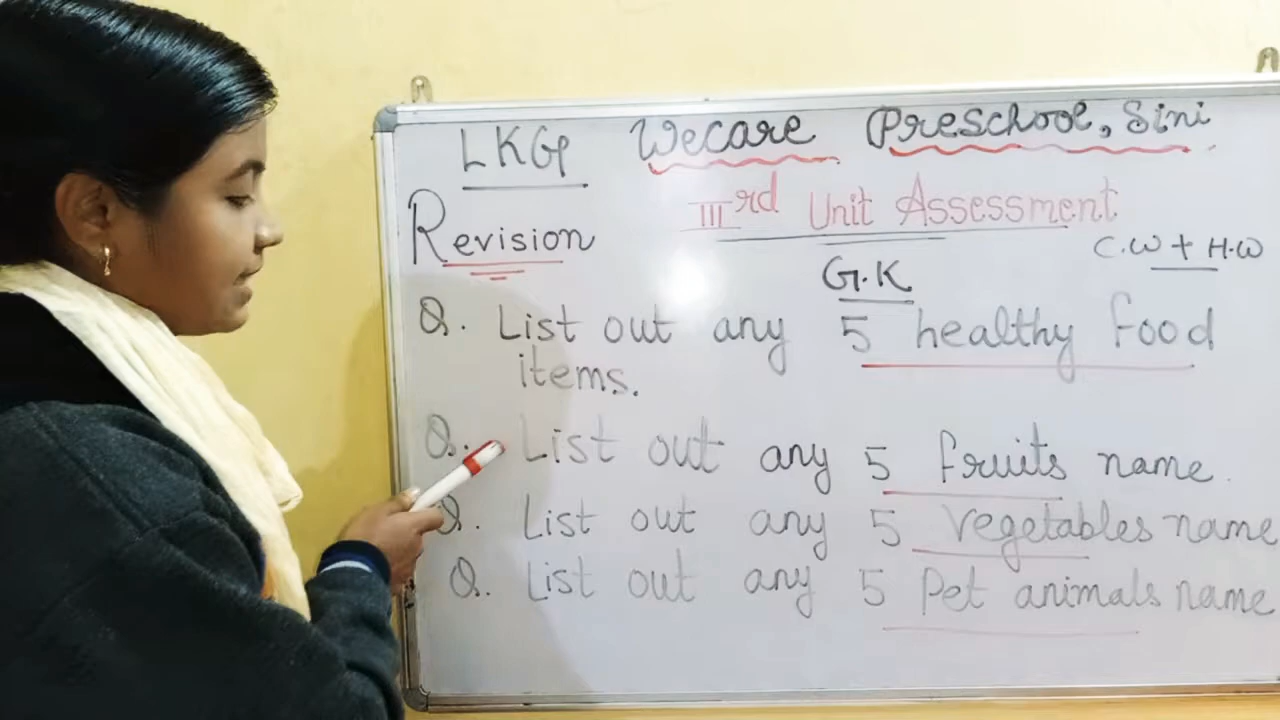 LKG Wecare Preschool, Sini
IIIrd Unit Assessment
Revision
C.W + H.W
G.K
Q. List out any 5 healthy food
items.
Q. List out any 5 fruits name.
Q. List out any 5 vegetables name
Q. List out any 5 Pet animals name